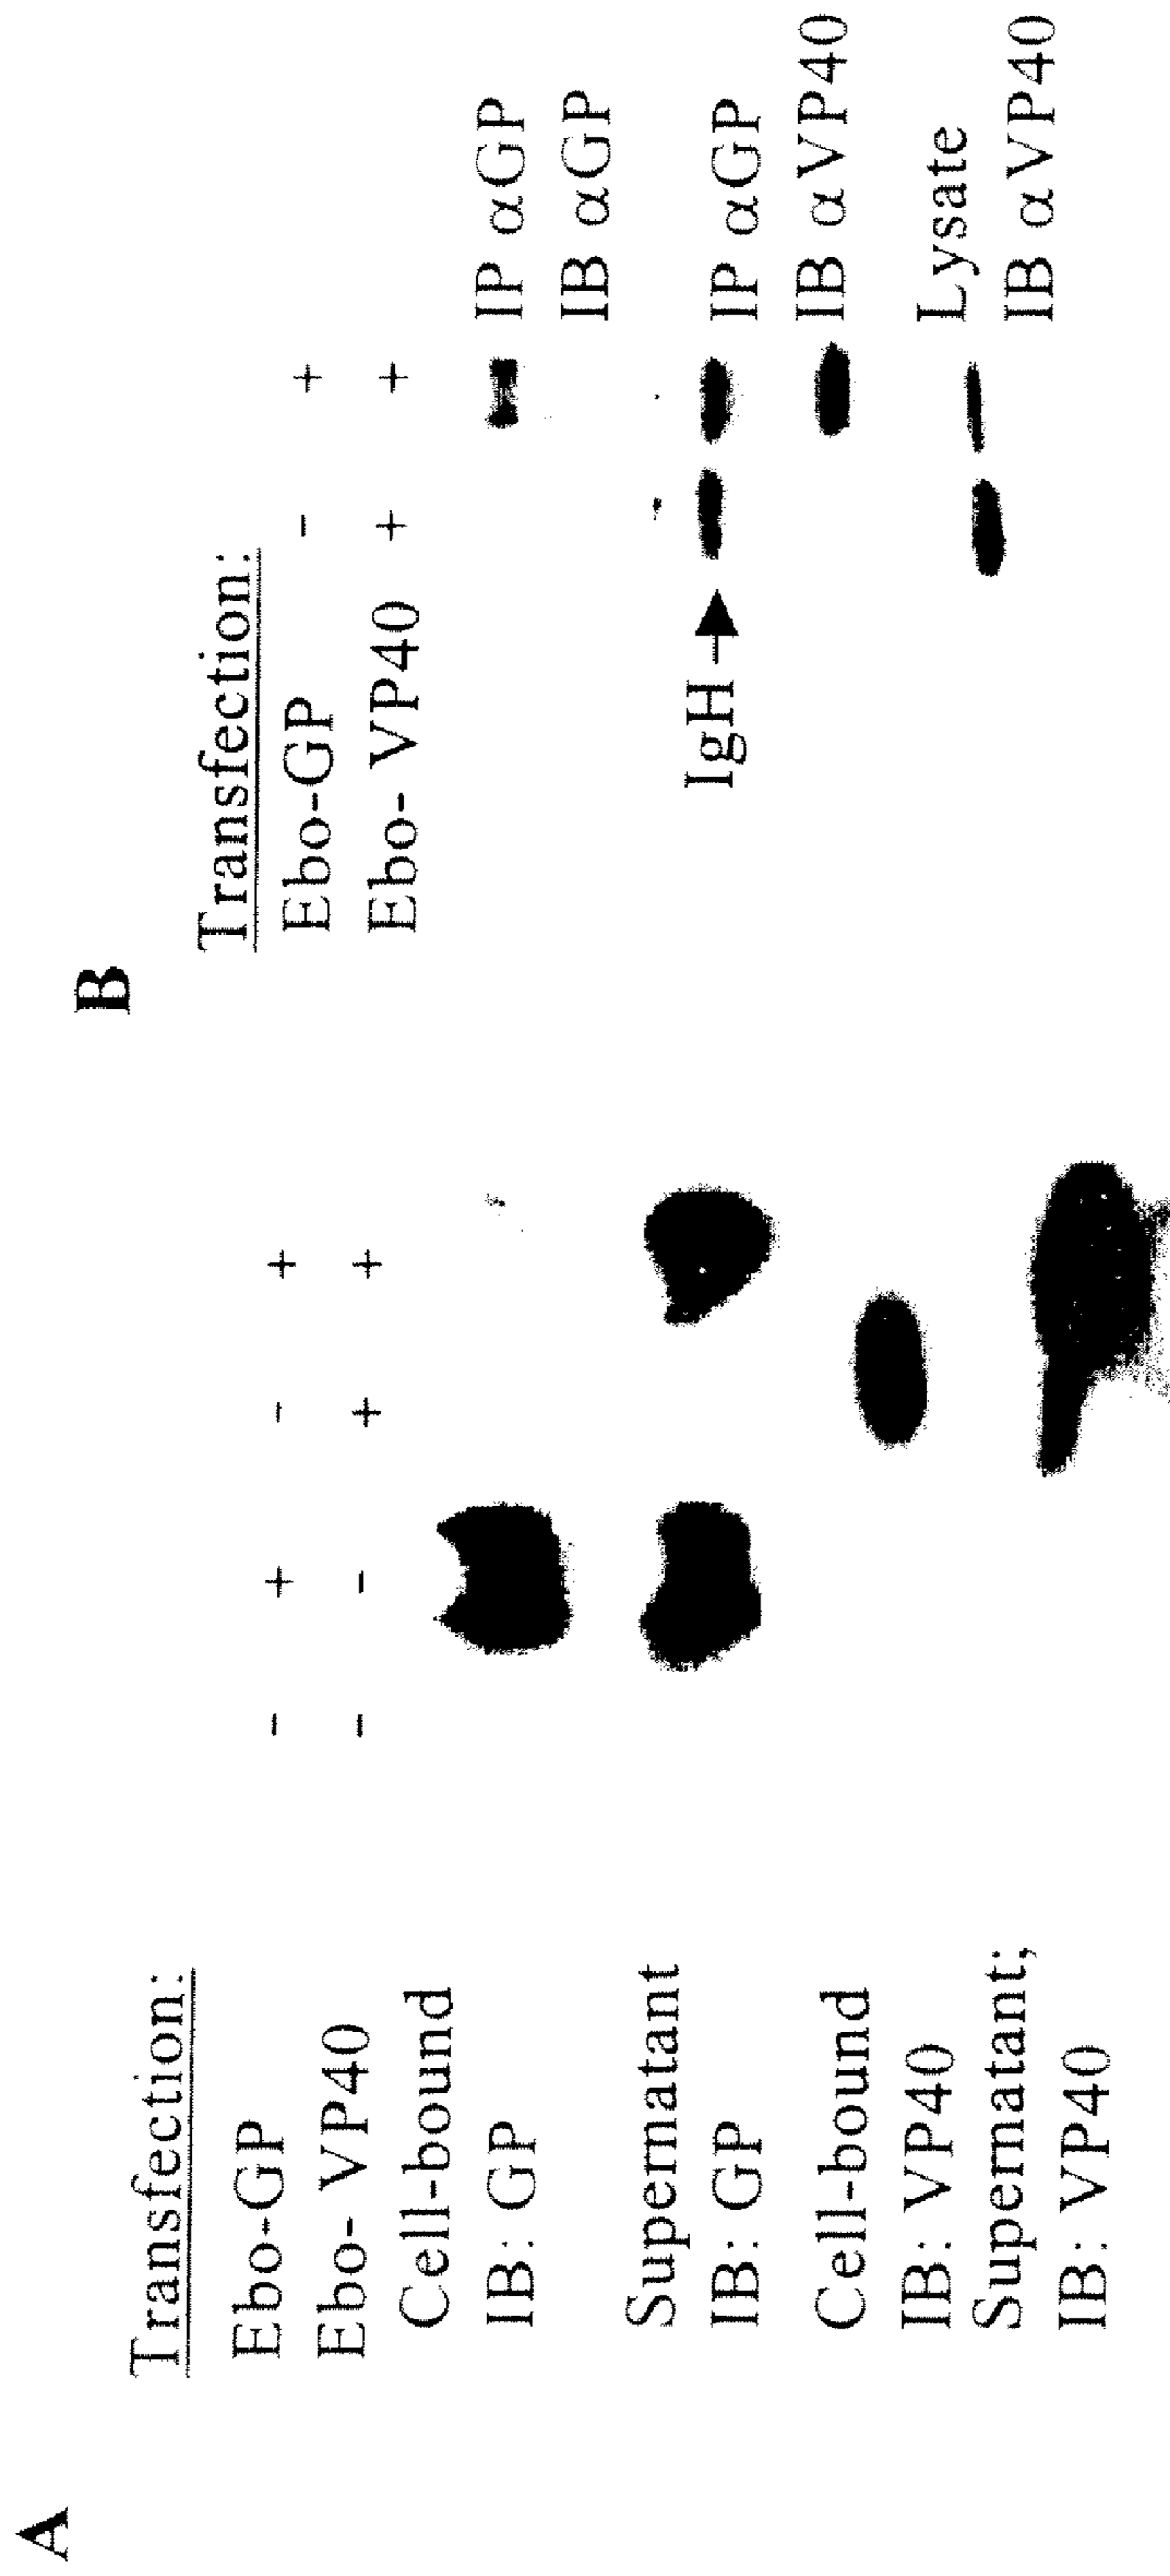 A
Transfection:
Ebo-GP - + - +
Ebo- VP40 - - + +
Cell-bound
IB: GP
Supernatant
IB: GP
Cell-bound
IB: VP40
Supernatant;
IB: VP40
B
Transfection:
Ebo-GP - +
Ebo- VP40 + +
IP αGP
IB αGP
IgH
IP αGP
IB αVP40
Lysate
IB αVP40